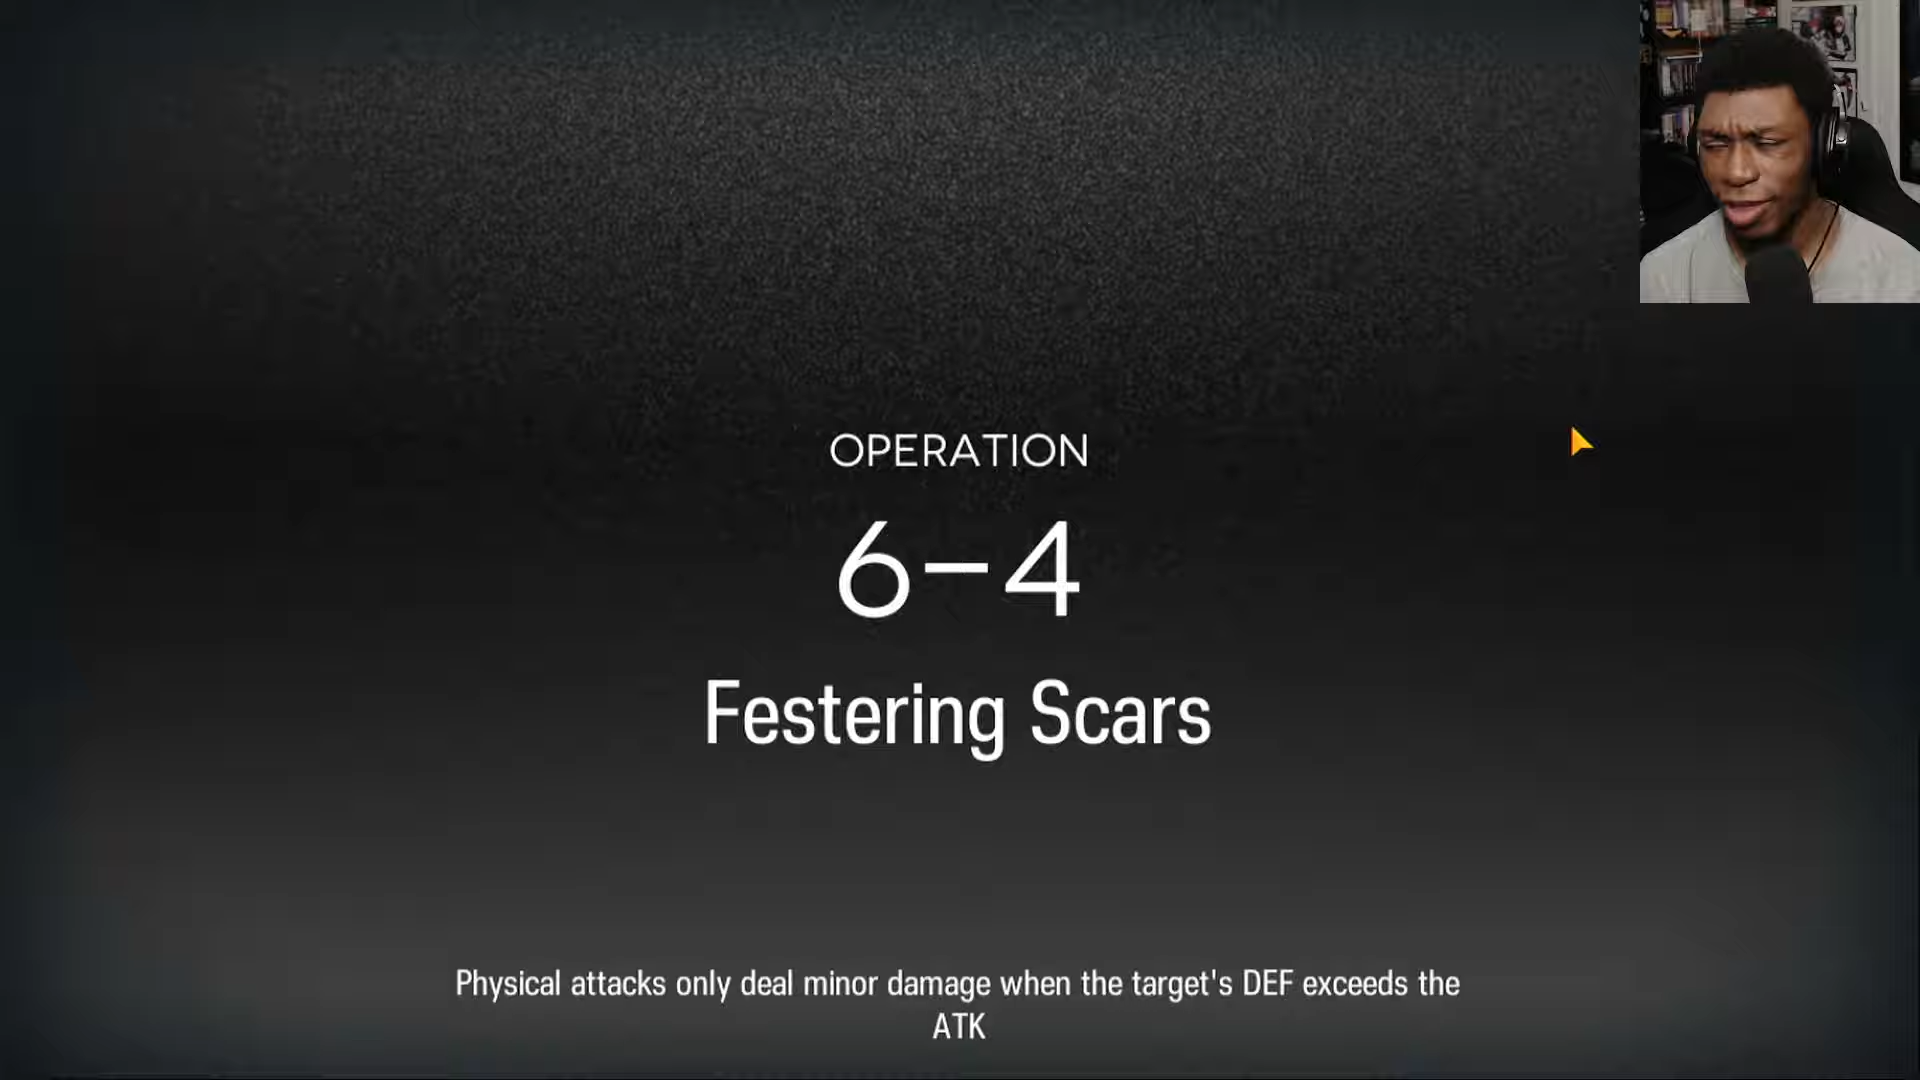 OPERATION
6-4
Festering Scars
Physical attacks only deal minor damage when the target's DEF exceeds the
ATK